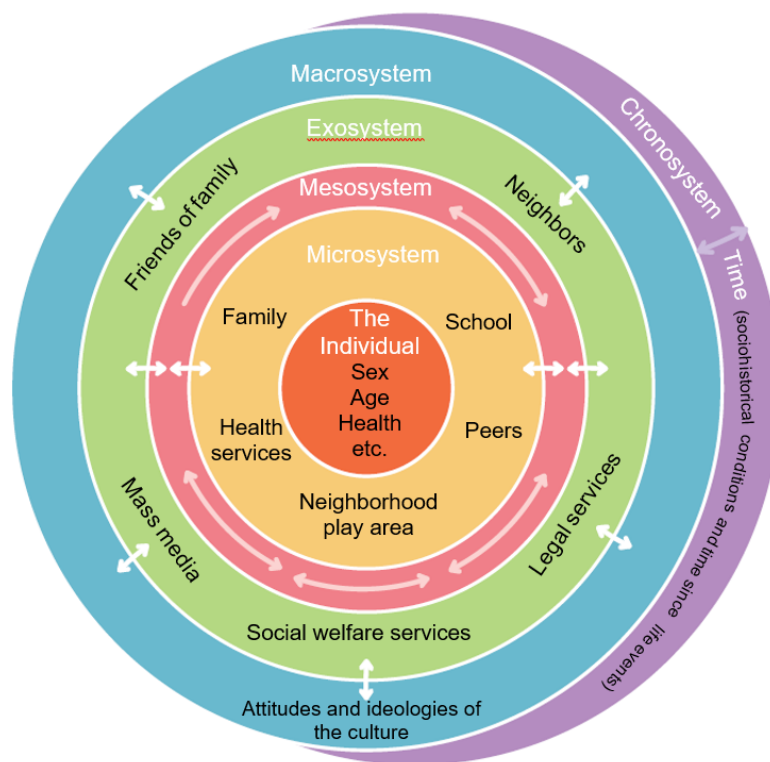 Macrosystem
Exosystem
Mesosystem
Microsystem
Chronosystem
Time
(sociohistorical conditions and time since life events)
Friends of family
Neighbors
Family
School
The
Individual
Sex
Age
Health
etc.
Health
services
Peers
Neighborhood
play area
Mass media
Legal services
Social welfare services
Attitudes and ideologies of
the culture